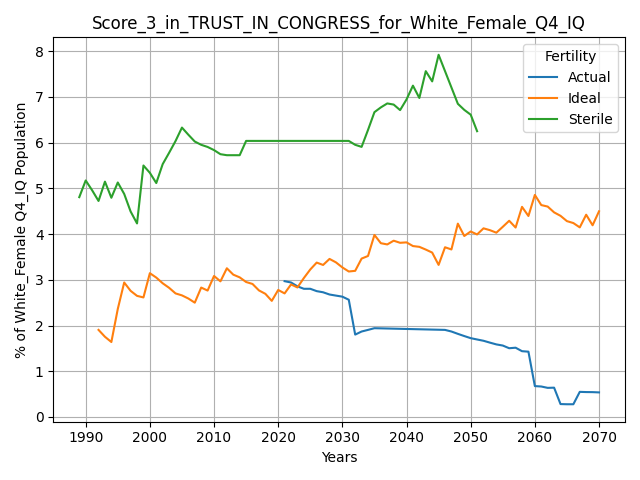 Score_3_in_TRUST_IN_CONGRESS_for_White_Female_Q4_IQ
% of White_Female Q4_IQ Population
8
7
6
5
4
3
2
1
0
Fertility
Actual
Ideal
Sterile
1990 2000 2010 2020 2030 2040 2050 2060 2070
Years